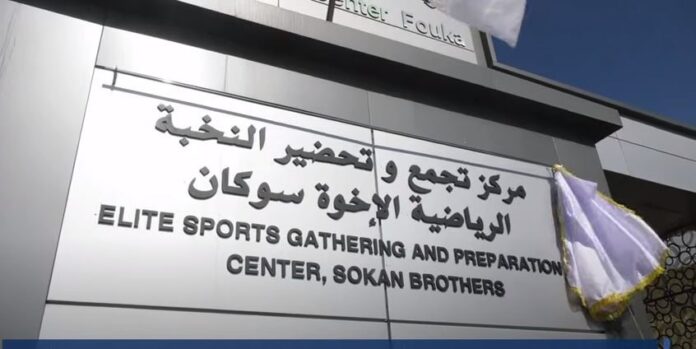 Center Fouka
مركز تجمع و تحضير النخبة
الرياضية الإخوة سوكان
ELITE SPORTS GATHERING AND PREPARATION
CENTER, SOKAN BROTHERS